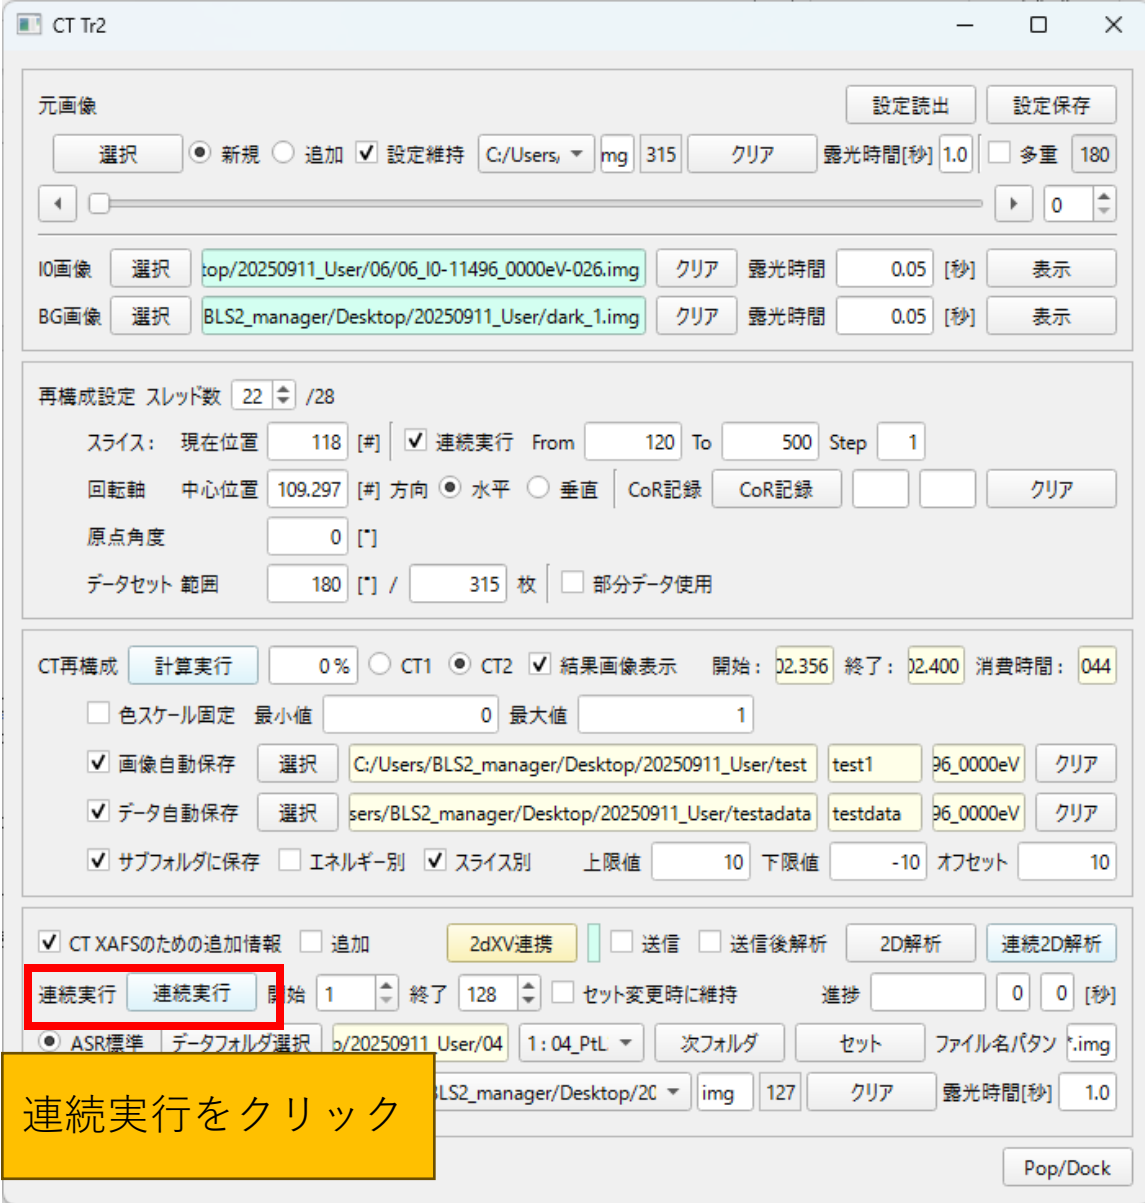 CT Tr2
元画像 設定読出 設定保存
選択 新規 追加 設定維持 C:/Users, mg 315 クリア 露光時間[秒] 1.0 多重 180
0
I0画像 選択 top/20250911_User/06/06_I0-11496_0000eV-026.img クリア 露光時間 0.05 [秒] 表示
BG画像 選択 BLS2_manager/Desktop/20250911_User/dark_1.img クリア 露光時間 0.05 [秒] 表示
再構成設定 スレッド数 22 /28
スライス: 現在位置 118 [#] 連続実行 From 120 To 500 Step 1
回転軸 中心位置 109.297 [#] 方向 水平 垂直 CoR記録 CoR記録 クリア
原点角度 0 [°]
データセット 範囲 180 [°] / 315 枚 部分データ使用
CT再構成 計算実行 0 % CT1 CT2 結果画像表示 開始: 02.356 終了: 02.400 消費時間: 044
色スケール固定 最小値 0 最大値 1
画像自動保存 選択 C:/Users/BLS2_manager/Desktop/20250911_User/test test1 96_0000eV クリア
データ自動保存 選択 sers/BLS2_manager/Desktop/20250911_User/testadata testdata 96_0000eV クリア
サブフォルダに保存 エネルギー別 スライス別 上限値 10 下限値 -10 オフセット 10
CT XAFSのための追加情報 追加 2dXV連携 送信 送信後解析 2D解析 連続2D解析
連続実行 連続実行 開始 1 終了 128 セット変更時に維持 進捗 0 0 [秒]
ASR標準 データフォルダ選択 o/20250911_User/04 1 : 04_PtL 次フォルダ セット ファイル名パタン *.img
LS2_manager/Desktop/20 img 127 クリア 露光時間[秒] 1.0
連続実行をクリック
Pop/Dock